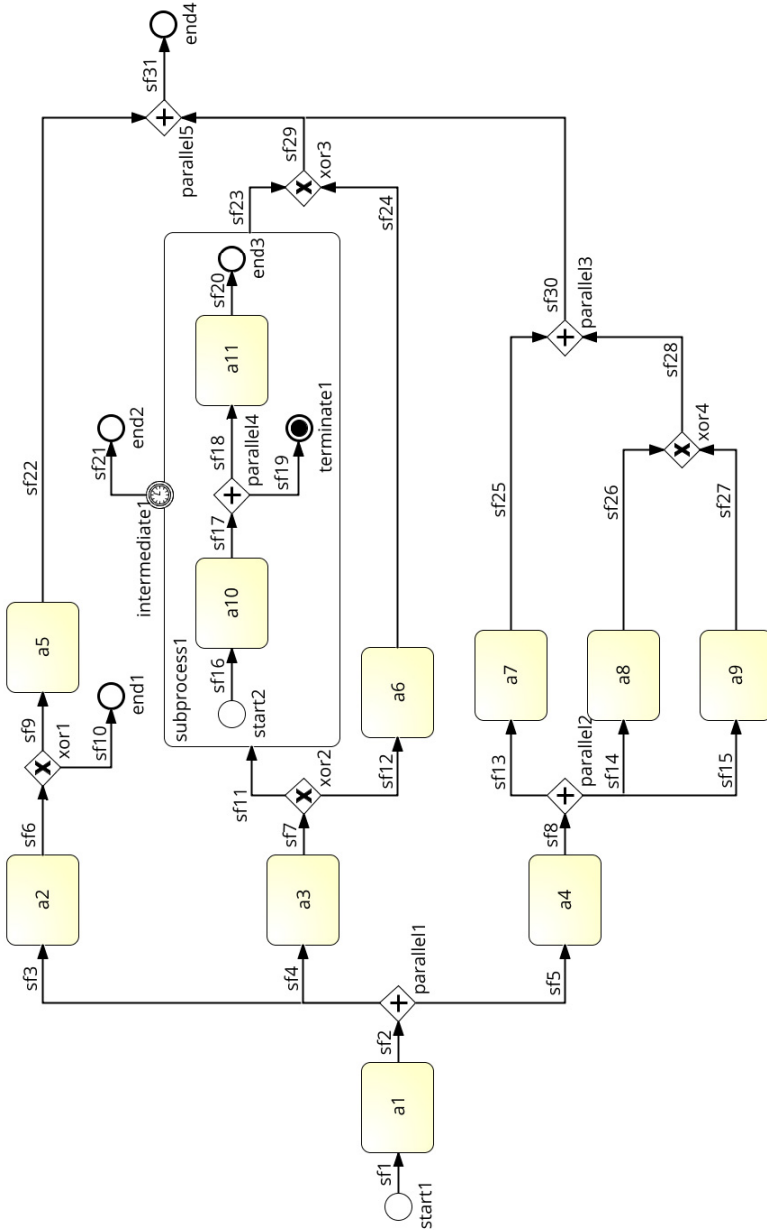 start1
sf1
a1
sf2
parallel1
sf3
sf4
sf5
a2
a3
a4
sf6
sf7
sf8
xor1
xor2
parallel2
sf9
sf10
sf11
sf12
sf13
sf14
sf15
a5
end1
subprocess1
start2
sf16
a10
sf17
parallel4
sf18
sf19
a11
terminate1
sf20
end3
intermediate1
sf21
end2
a6
a7
a8
a9
sf22
sf23
sf24
sf25
sf26
sf27
xor4
sf28
parallel3
sf30
xor3
sf29
parallel5
sf31
end4